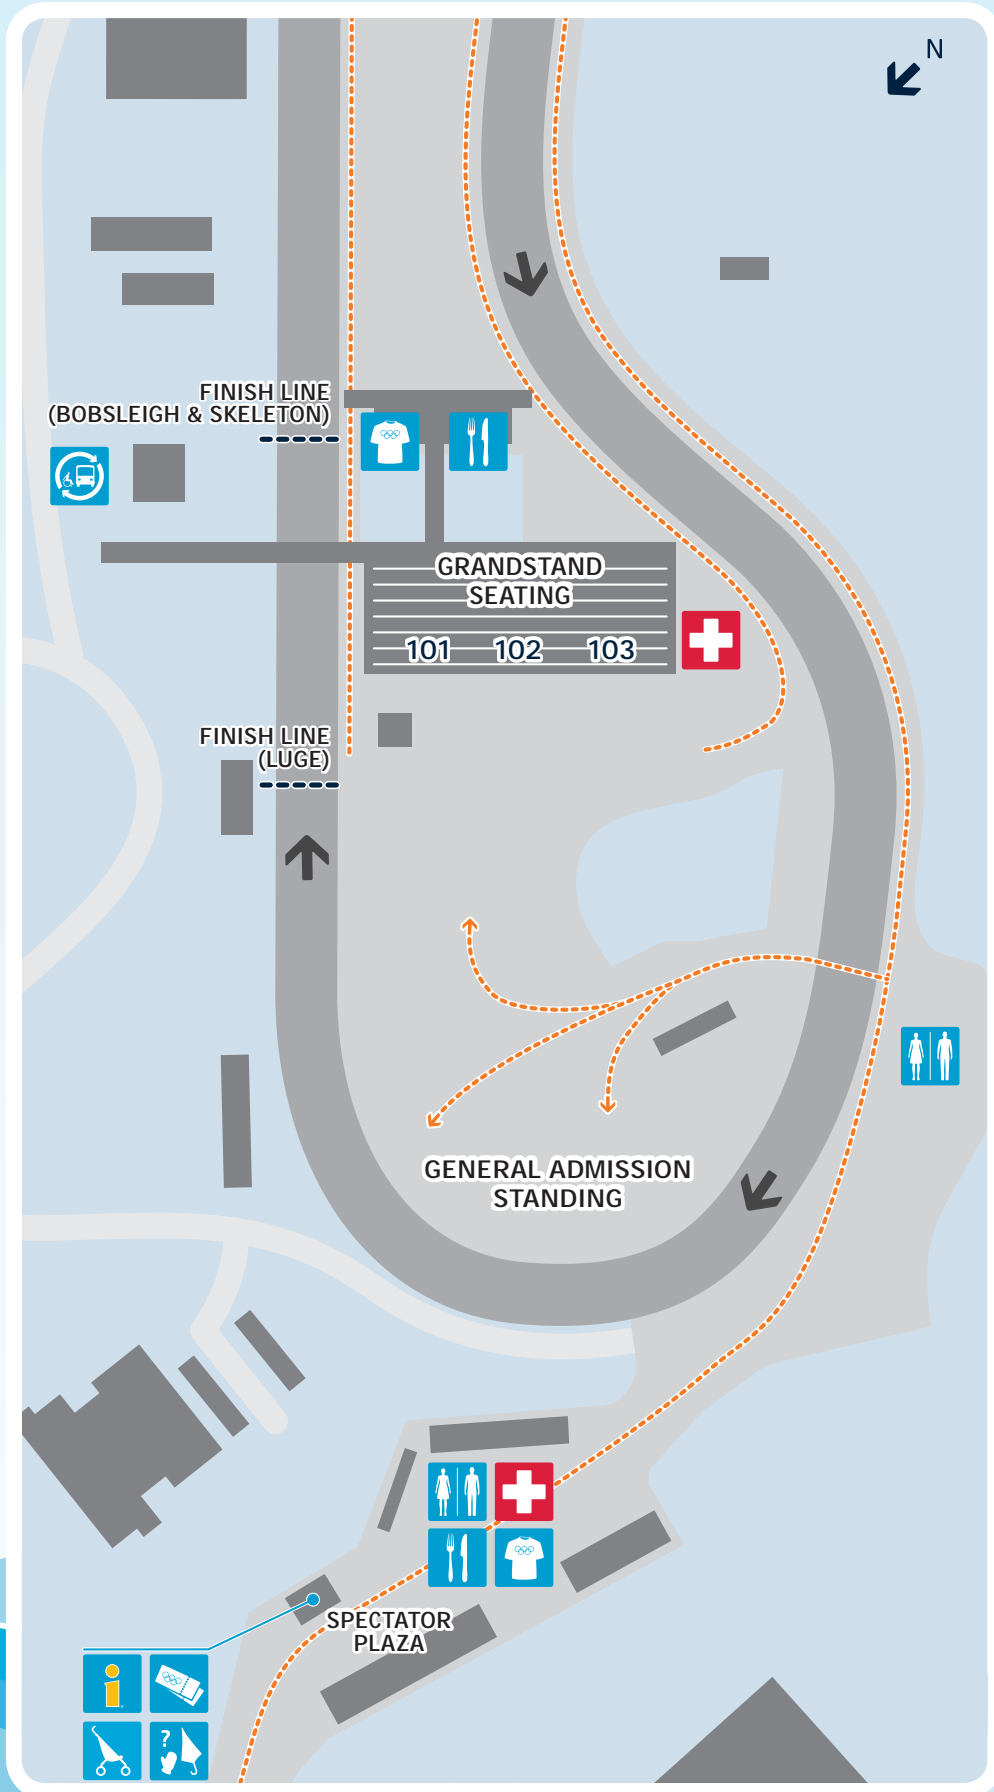 N
FINISH LINE
(BOBSLEIGH & SKELETON)
GRANDSTAND
SEATING
101 102 103
FINISH LINE
(LUGE)
GENERAL ADMISSION
STANDING
SPECTATOR
PLAZA
i
?